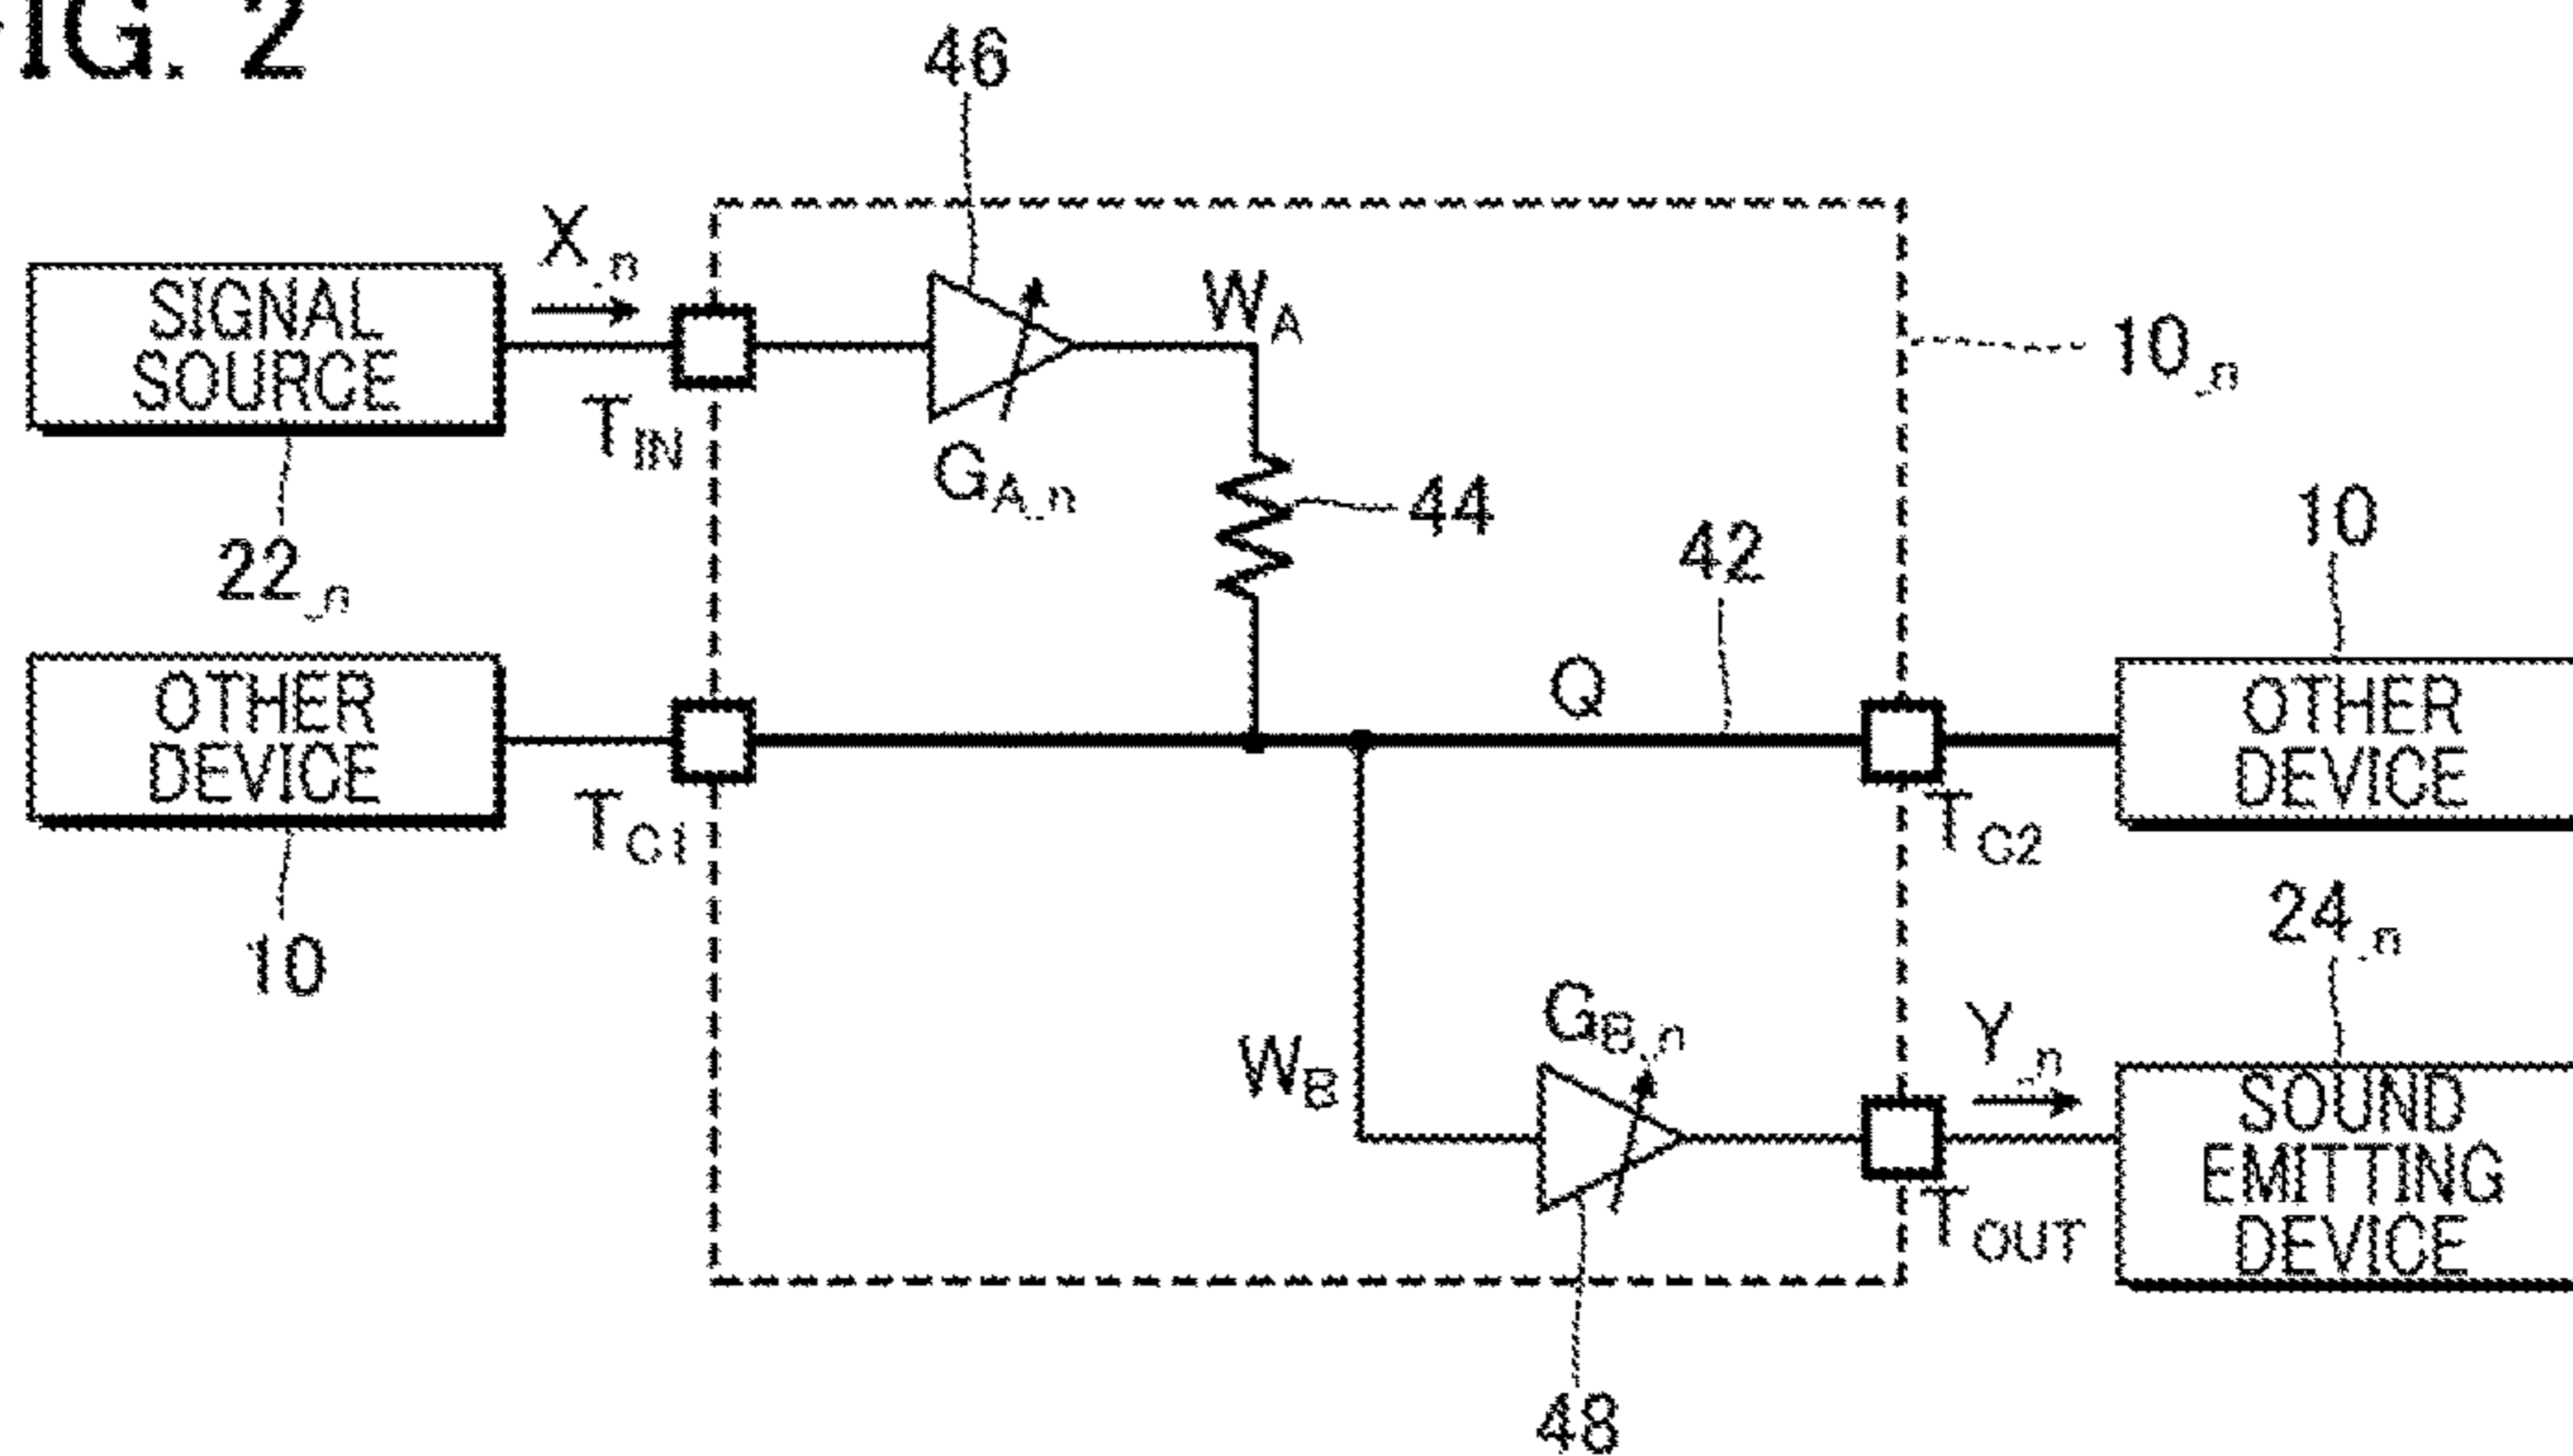 FIG. 2
46
X_n
SIGNAL
SOURCE
W_A
10_n
T_IN
G_A_n
44
22_n
42
10
OTHER
DEVICE
Q
OTHER
DEVICE
T_C1
T_C2
10
24_n
G_B_n
Y_n
W_B
SOUND
EMITTING
DEVICE
T_OUT
48